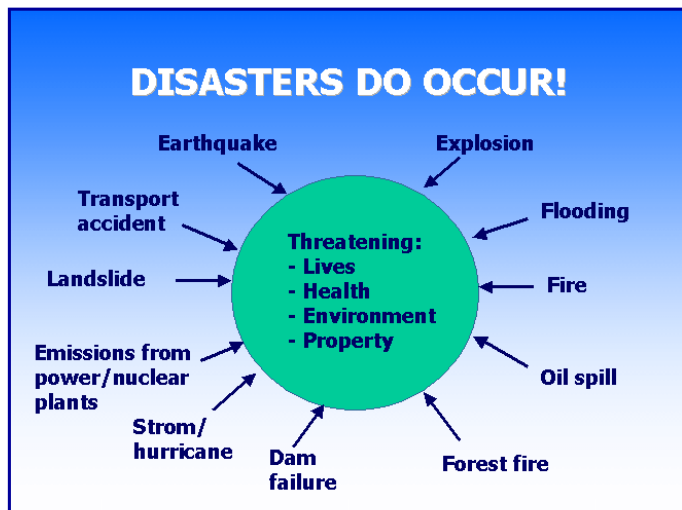 DISASTERS DO OCCUR!
Earthquake
Explosion
Transport
accident
Flooding
Threatening:
- Lives
- Health
- Environment
- Property
Landslide
Fire
Emissions from
power/nuclear
plants
Oil spill
Strom/
hurricane
Dam
failure
Forest fire